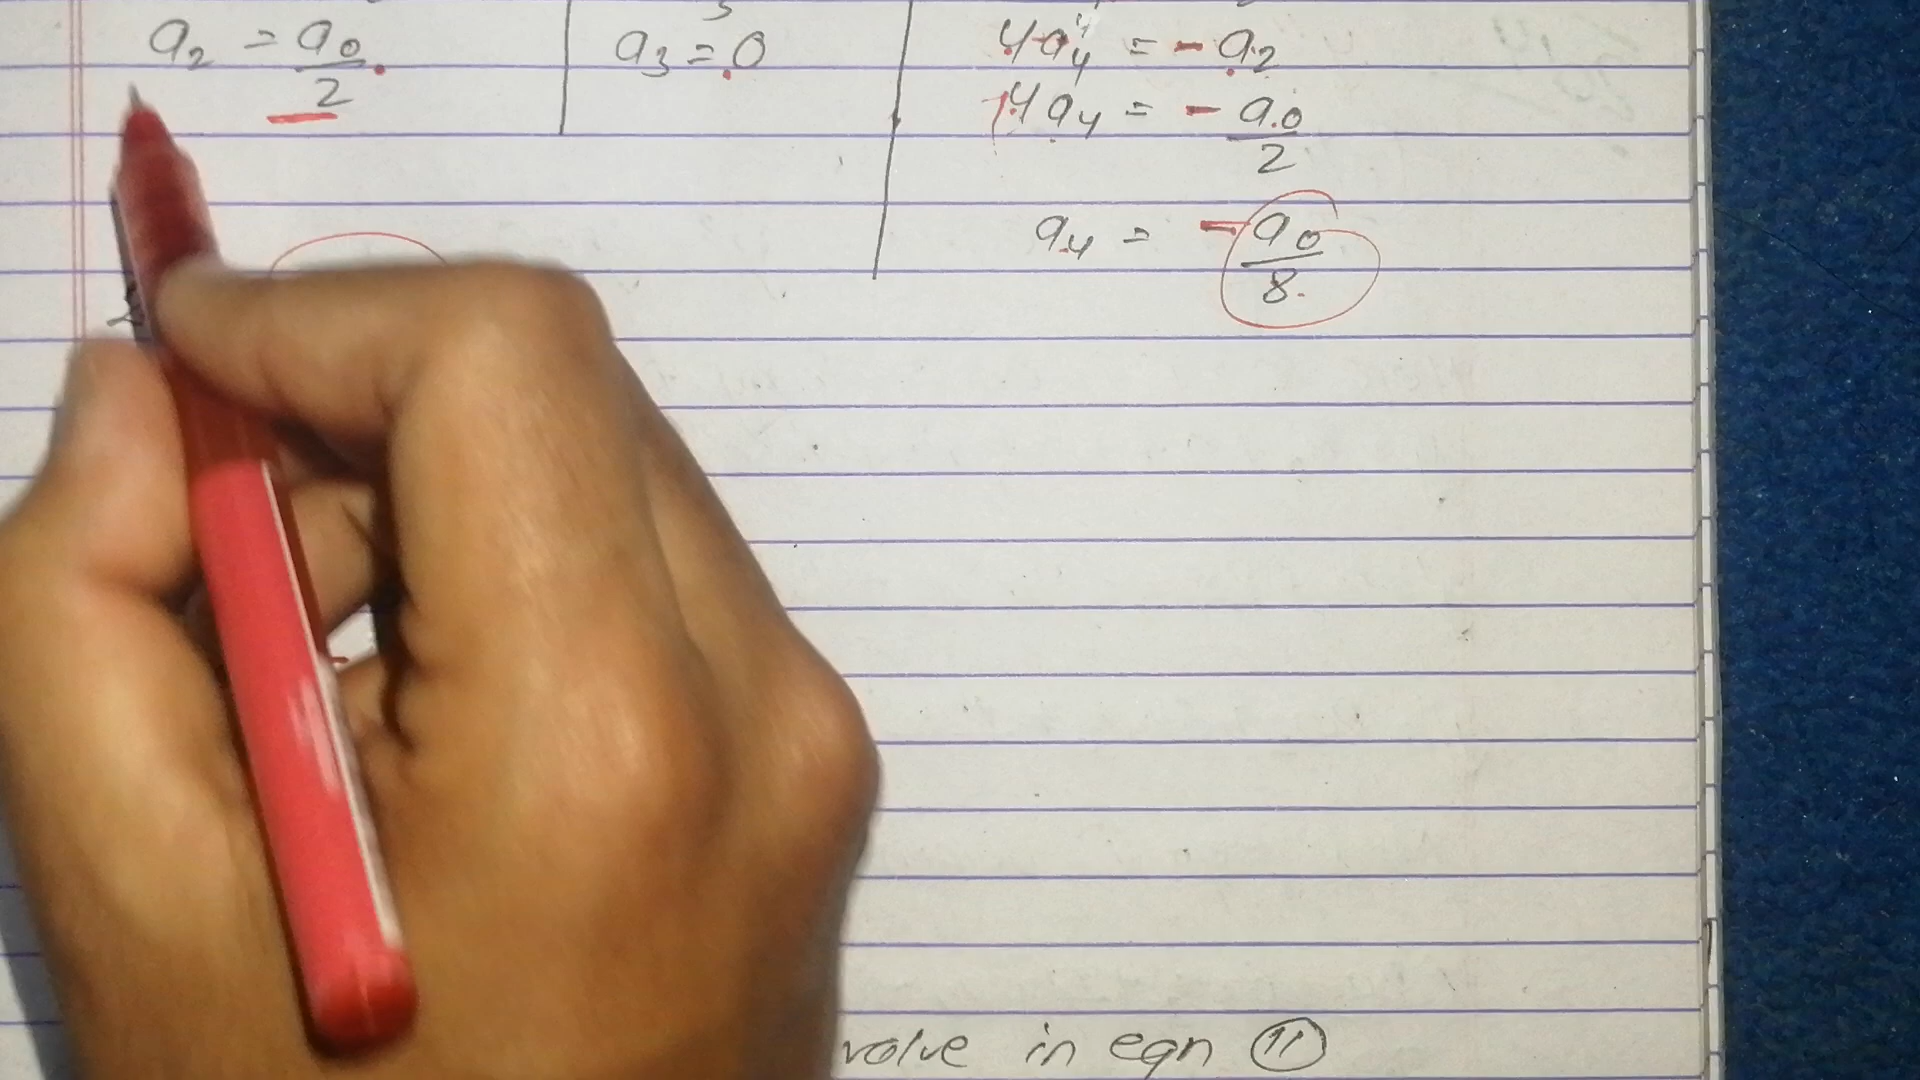 a₂ = a₀/2
a₃ = 0
4a₄ = - a₂
4a₄ = - a₀/2
a₄ = - a₀/8
value in eqn ⑪